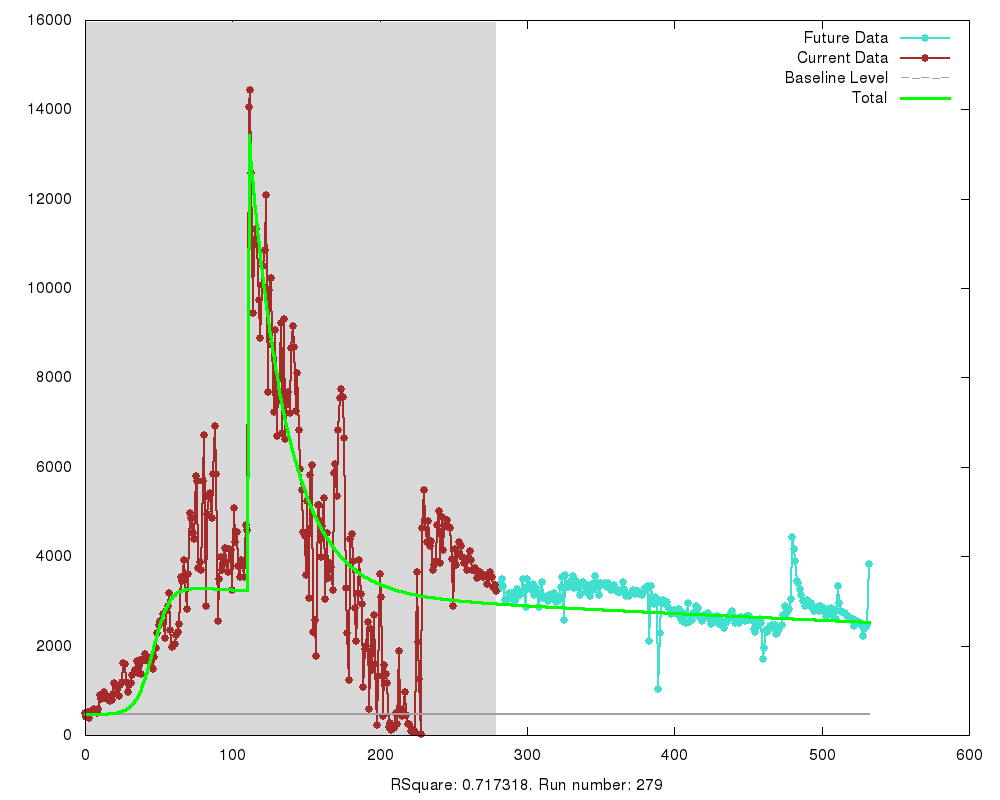 16000
14000
12000
10000
8000
6000
4000
2000
0
Future Data
Current Data
Baseline Level
Total
0 100 200 300 400 500 600
RSquare: 0.717318. Run number: 279